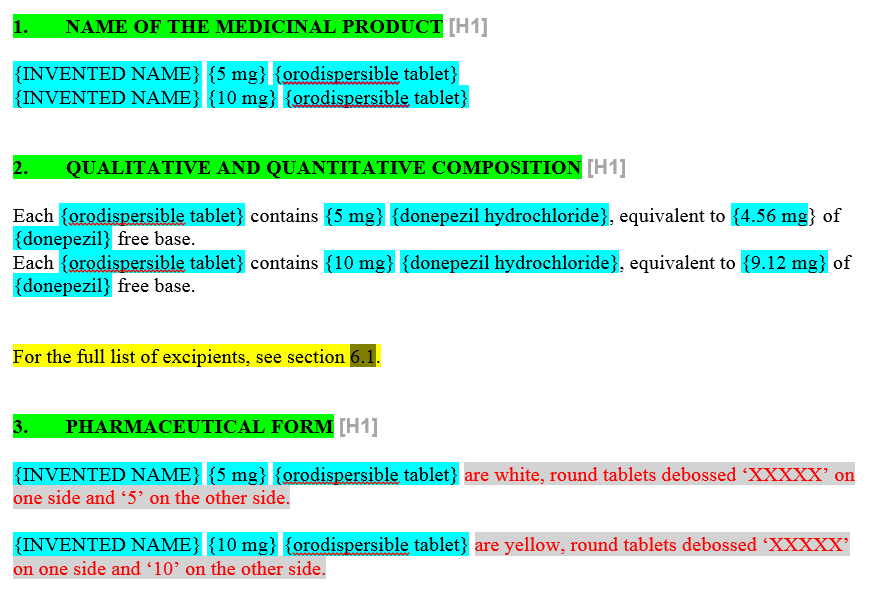 1. NAME OF THE MEDICINAL PRODUCT [H1]
{INVENTED NAME} {5 mg} {orodispersible tablet}
{INVENTED NAME} {10 mg} {orodispersible tablet}
2. QUALITATIVE AND QUANTITATIVE COMPOSITION [H1]
Each {orodispersible tablet} contains {5 mg} {donepezil hydrochloride}, equivalent to {4.56 mg} of
{donepezil} free base.
Each {orodispersible tablet} contains {10 mg} {donepezil hydrochloride}, equivalent to {9.12 mg} of
{donepezil} free base.
For the full list of excipients, see section 6.1.
3. PHARMACEUTICAL FORM [H1]
{INVENTED NAME} {5 mg} {orodispersible tablet} are white, round tablets debossed ‘XXXXX’ on
one side and ‘5’ on the other side.
{INVENTED NAME} {10 mg} {orodispersible tablet} are yellow, round tablets debossed ‘XXXXX’
on one side and ‘10’ on the other side.